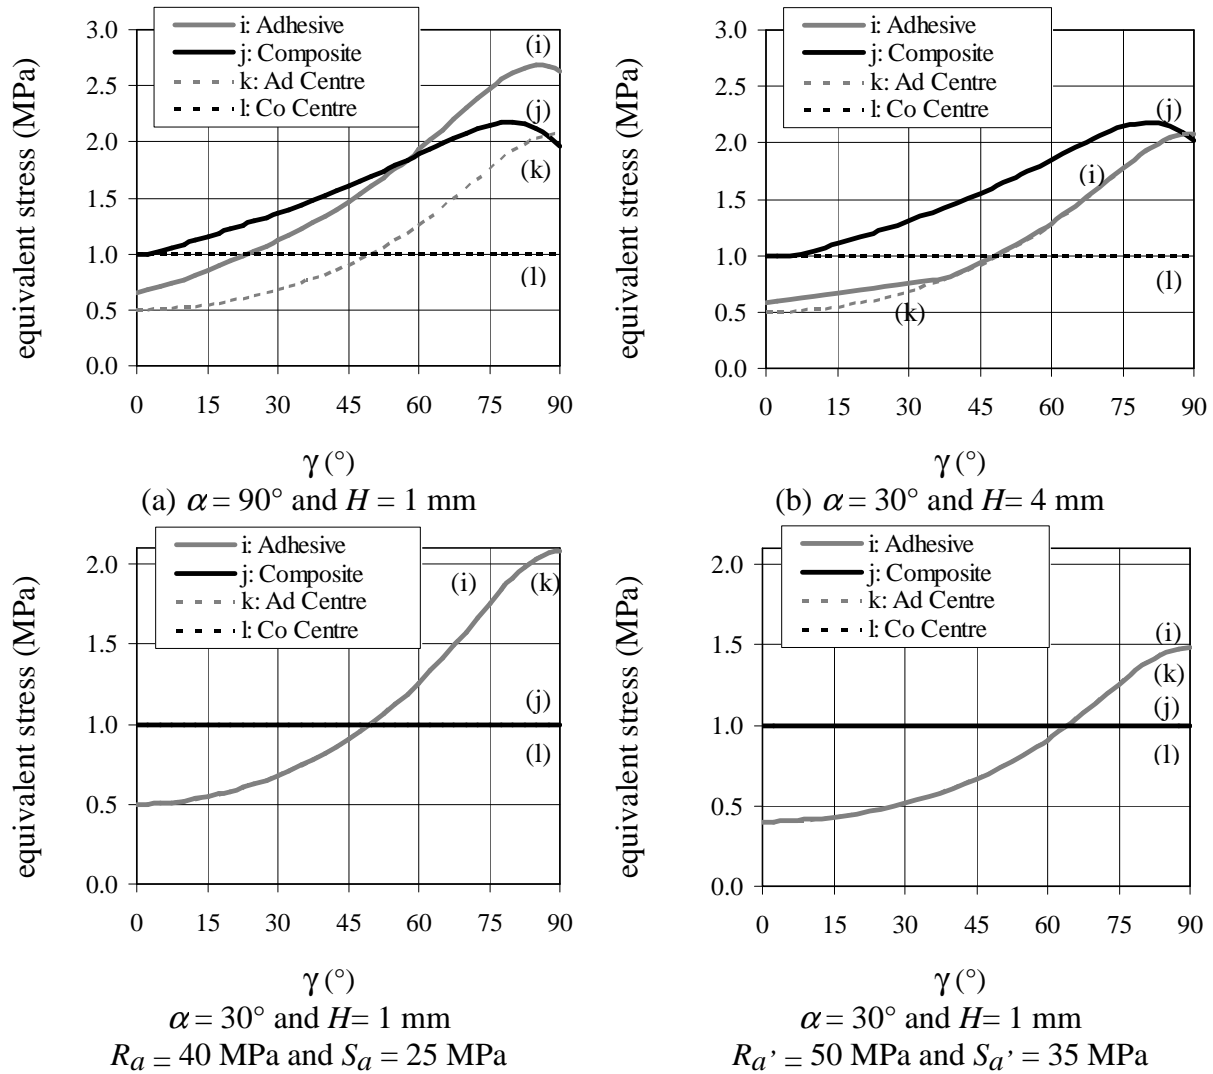 i: Adhesive
j: Composite
k: Ad Centre
l: Co Centre
equivalent stress (MPa)
3.0
2.5
2.0
1.5
1.0
0.5
0.0
(i)
(j)
(k)
(l)
0 15 30 45 60 75 90
γ (°)
(a) α = 90° and H = 1 mm
i: Adhesive
j: Composite
k: Ad Centre
l: Co Centre
equivalent stress (MPa)
3.0
2.5
2.0
1.5
1.0
0.5
0.0
(j)
(i)
(l)
(k)
0 15 30 45 60 75 90
γ (°)
(b) α = 30° and H= 4 mm
i: Adhesive
j: Composite
k: Ad Centre
l: Co Centre
equivalent stress (MPa)
2.0
1.5
1.0
0.5
0.0
(i) (k)
(j)
(l)
0 15 30 45 60 75 90
γ (°)
α = 30° and H= 1 mm
Ra = 40 MPa and Sa = 25 MPa
i: Adhesive
j: Composite
k: Ad Centre
l: Co Centre
equivalent stress (MPa)
2.0
1.5
1.0
0.5
0.0
(i)
(k)
(j)
(l)
0 15 30 45 60 75 90
γ (°)
α = 30° and H= 1 mm
Ra' = 50 MPa and Sa' = 35 MPa